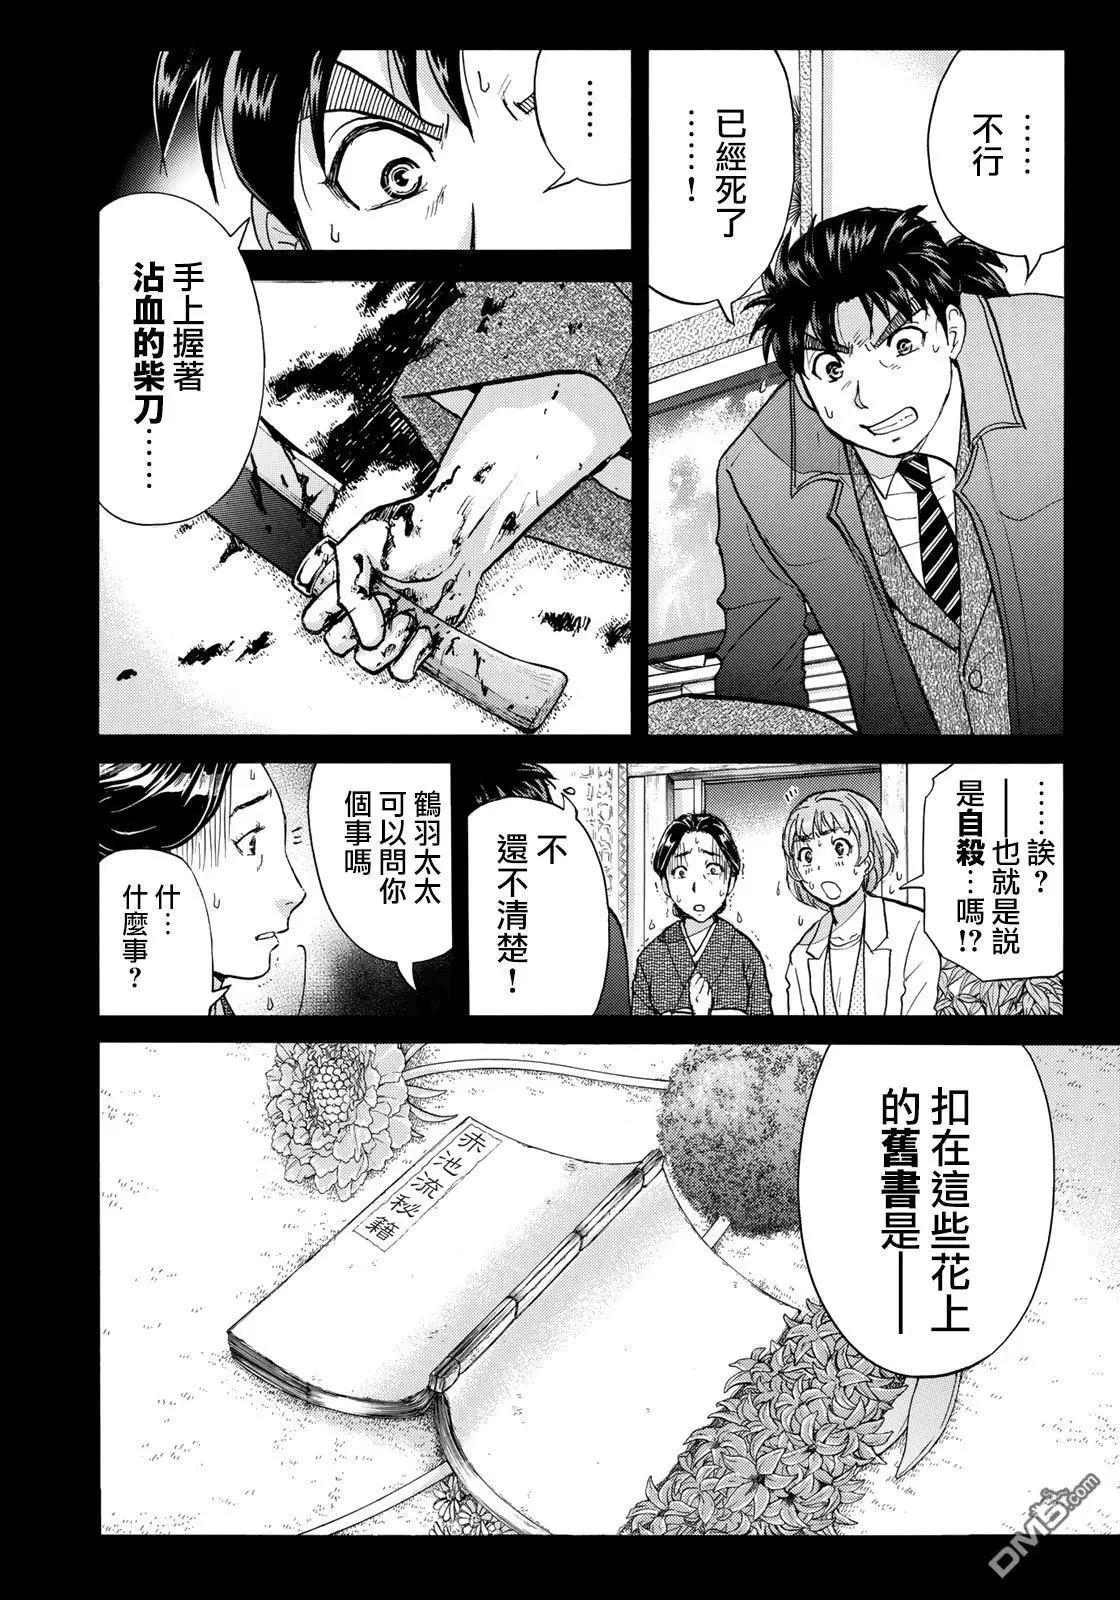 ……
不行
已經死了
……！
……
手上握著
沾血的柴刀
……
……誒？
——也就是說
是自殺…嗎!?
不
還不清楚！
鶴羽太太
可以問你
個事嗎
什…
什麼事？
扣在這些花上
的舊書是——
赤池流秘籍
DM5.com